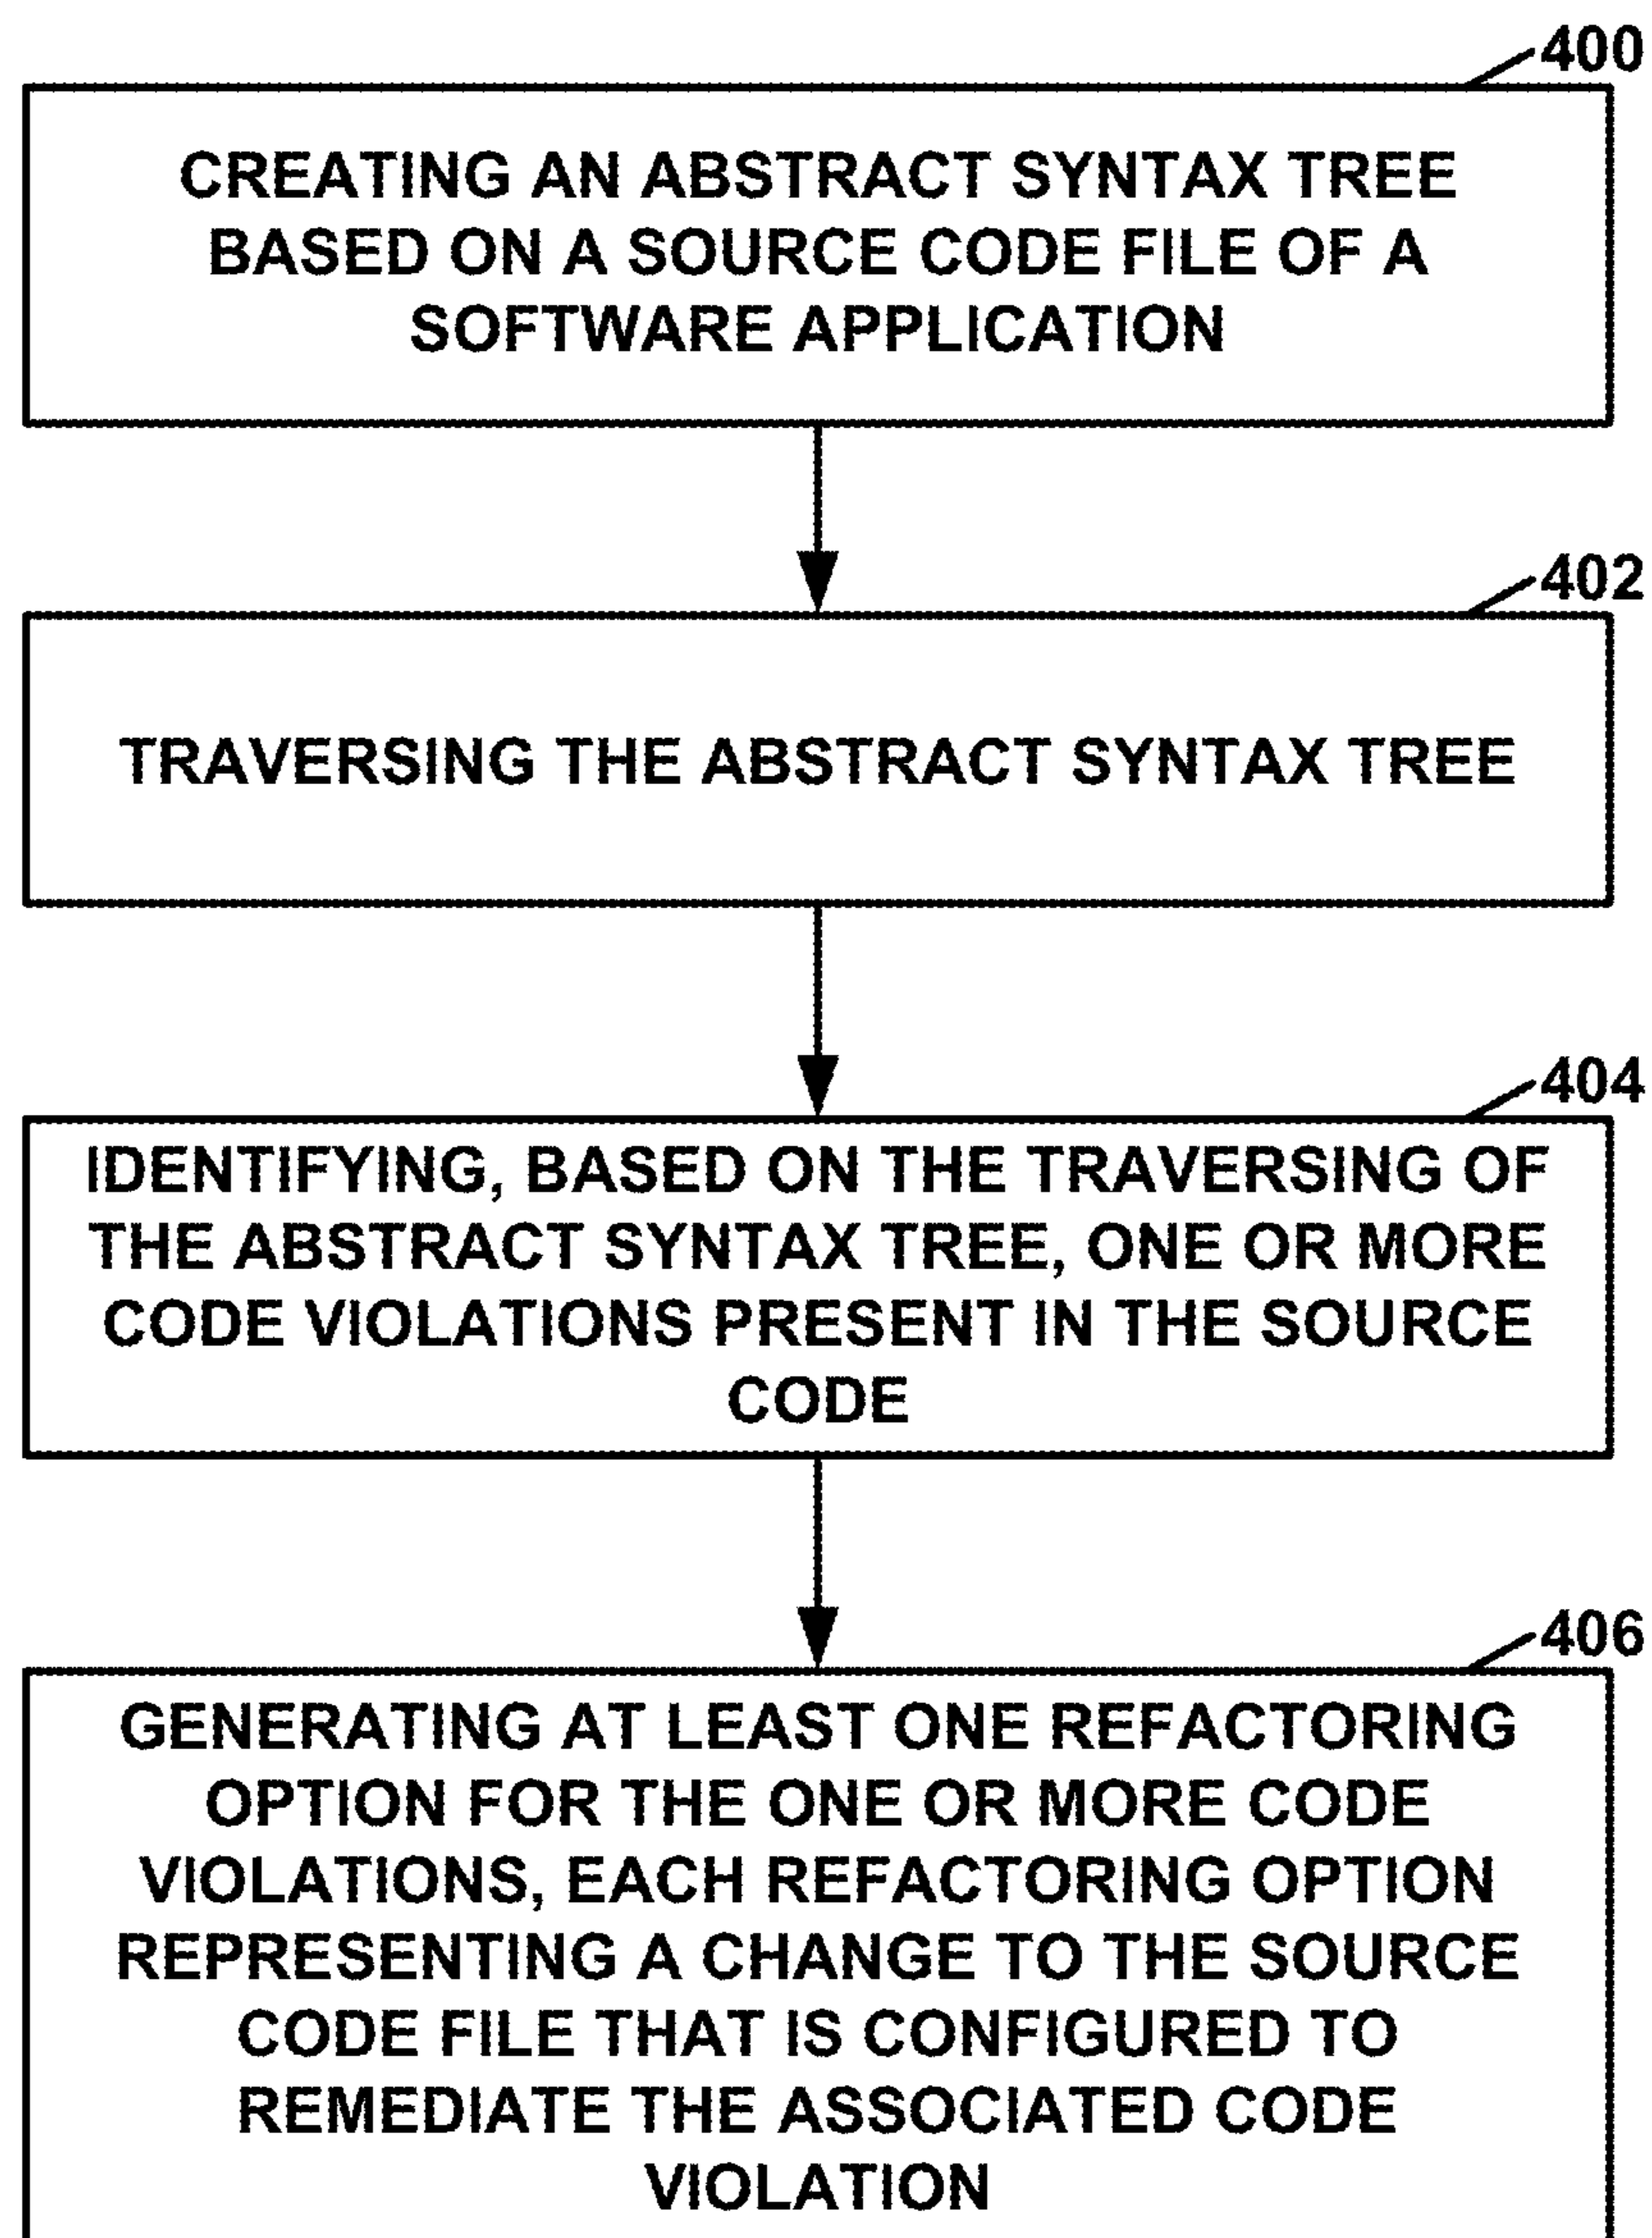 400
CREATING AN ABSTRACT SYNTAX TREE
BASED ON A SOURCE CODE FILE OF A
SOFTWARE APPLICATION
402
TRAVERSING THE ABSTRACT SYNTAX TREE
404
IDENTIFYING, BASED ON THE TRAVERSING OF
THE ABSTRACT SYNTAX TREE, ONE OR MORE
CODE VIOLATIONS PRESENT IN THE SOURCE
CODE
406
GENERATING AT LEAST ONE REFACTORING
OPTION FOR THE ONE OR MORE CODE
VIOLATIONS, EACH REFACTORING OPTION
REPRESENTING A CHANGE TO THE SOURCE
CODE FILE THAT IS CONFIGURED TO
REMEDIATE THE ASSOCIATED CODE
VIOLATION